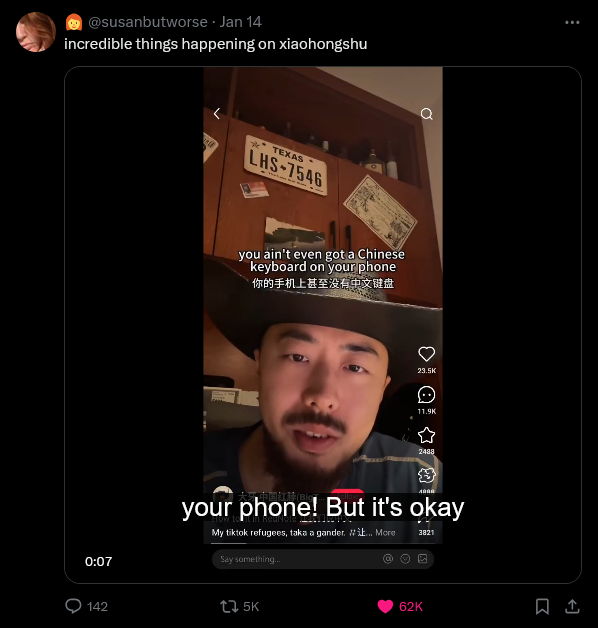 @susanbutworse · Jan 14
incredible things happening on xiaohongshu
TEXAS
LHS★7546
you ain't even got a Chinese
keyboard on your phone
你的手机上甚至没有中文键盘
23.5K
11.9K
2488
your phone! But it's okay
My tiktok refugees, taka a gander. #让... More
3821
Say something...
0:07
142
5K
62K